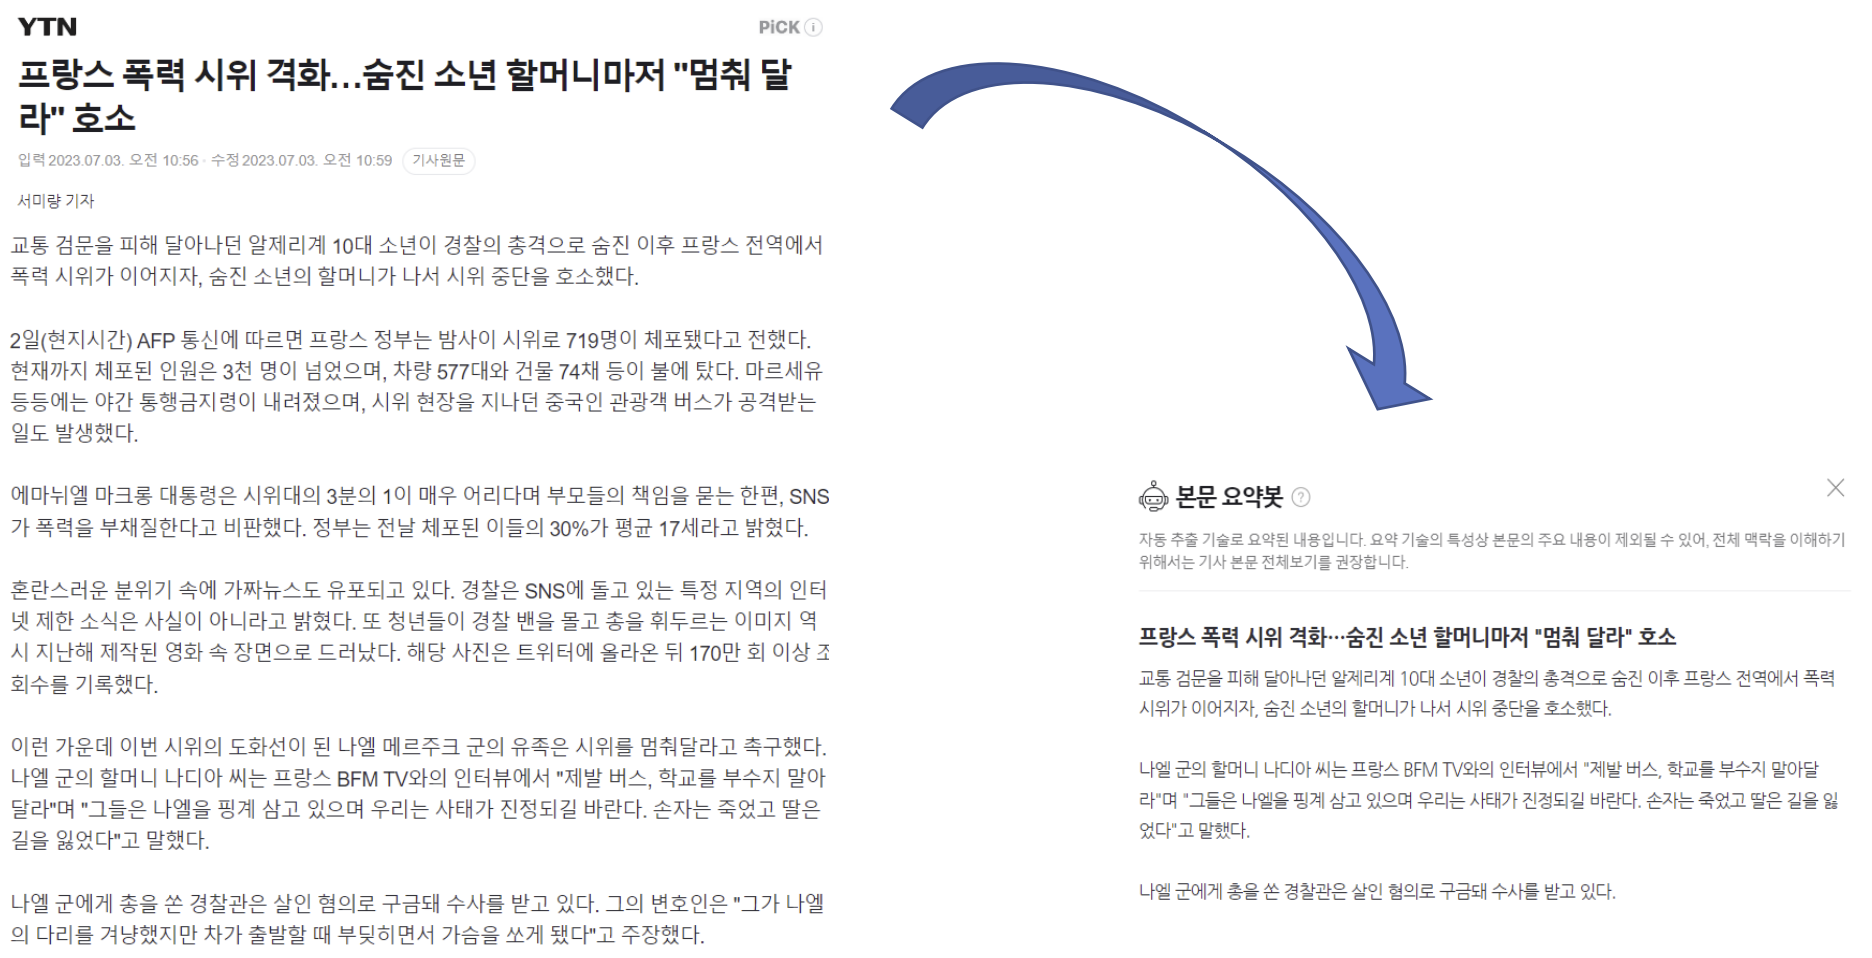 YTN
PiCK i
프랑스 폭력 시위 격화...숨진 소년 할머니마저 "멈춰 달
라" 호소
입력 2023.07.03. 오전 10:56 · 수정 2023.07.03. 오전 10:59 기사원문
서미량 기자
교통 검문을 피해 달아나던 알제리계 10대 소년이 경찰의 총격으로 숨진 이후 프랑스 전역에서
폭력 시위가 이어지자, 숨진 소년의 할머니가 나서 시위 중단을 호소했다.
2일(현지시간) AFP 통신에 따르면 프랑스 정부는 밤사이 시위로 719명이 체포됐다고 전했다.
현재까지 체포된 인원은 3천 명이 넘었으며, 차량 577대와 건물 74채 등이 불에 탔다. 마르세유
등등에는 야간 통행금지령이 내려졌으며, 시위 현장을 지나던 중국인 관광객 버스가 공격받는
일도 발생했다.
에마뉘엘 마크롱 대통령은 시위대의 3분의 1이 매우 어리다며 부모들의 책임을 묻는 한편, SNS
가 폭력을 부채질한다고 비판했다. 정부는 전날 체포된 이들의 30%가 평균 17세라고 밝혔다.
혼란스러운 분위기 속에 가짜뉴스도 유포되고 있다. 경찰은 SNS에 돌고 있는 특정 지역의 인터
넷 제한 소식은 사실이 아니라고 밝혔다. 또 청년들이 경찰 밴을 몰고 총을 휘두르는 이미지 역
시 지난해 제작된 영화 속 장면으로 드러났다. 해당 사진은 트위터에 올라온 뒤 170만 회 이상 조
회수를 기록했다.
이런 가운데 이번 시위의 도화선이 된 나엘 메르주크 군의 유족은 시위를 멈춰달라고 촉구했다.
나엘 군의 할머니 나디아 씨는 프랑스 BFM TV와의 인터뷰에서 "제발 버스, 학교를 부수지 말아
달라"며 "그들은 나엘을 핑계 삼고 있으며 우리는 사태가 진정되길 바란다. 손자는 죽었고 딸은
길을 잃었다"고 말했다.
나엘 군에게 총을 쏜 경찰관은 살인 혐의로 구금돼 수사를 받고 있다. 그의 변호인은 "그가 나엘
의 다리를 겨냥했지만 차가 출발할 때 부딪히면서 가슴을 쏘게 됐다"고 주장했다.
본문 요약봇 ?
자동 추출 기술로 요약된 내용입니다. 요약 기술의 특성상 본문의 주요 내용이 제외될 수 있어, 전체 맥락을 이해하기
위해서는 기사 본문 전체보기를 권장합니다.
프랑스 폭력 시위 격화…숨진 소년 할머니마저 "멈춰 달라" 호소
교통 검문을 피해 달아나던 알제리계 10대 소년이 경찰의 총격으로 숨진 이후 프랑스 전역에서 폭력
시위가 이어지자, 숨진 소년의 할머니가 나서 시위 중단을 호소했다.
나엘 군의 할머니 나디아 씨는 프랑스 BFM TV와의 인터뷰에서 "제발 버스, 학교를 부수지 말아달
라"며 "그들은 나엘을 핑계 삼고 있으며 우리는 사태가 진정되길 바란다. 손자는 죽었고 딸은 길을 잃
었다"고 말했다.
나엘 군에게 총을 쏜 경찰관은 살인 혐의로 구금돼 수사를 받고 있다.